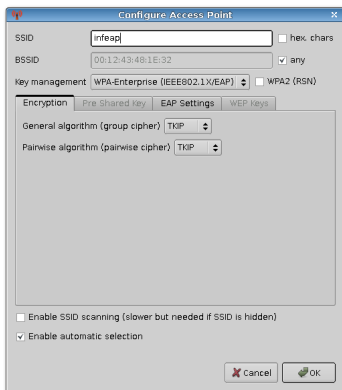 Configure Access Point
SSID infeap hex. chars
BSSID 00:12:43:48:1E:32 any
Key management WPA-Enterprise (IEEE802.1X/EAP) WPA2 (RSN)
Encryption Pre Shared Key EAP Settings WEP Keys
General algorithm (group cipher) TKIP
Pairwise algorithm (pairwise cipher) TKIP
Enable SSID scanning (slower but needed if SSID is hidden)
Enable automatic selection
Cancel OK